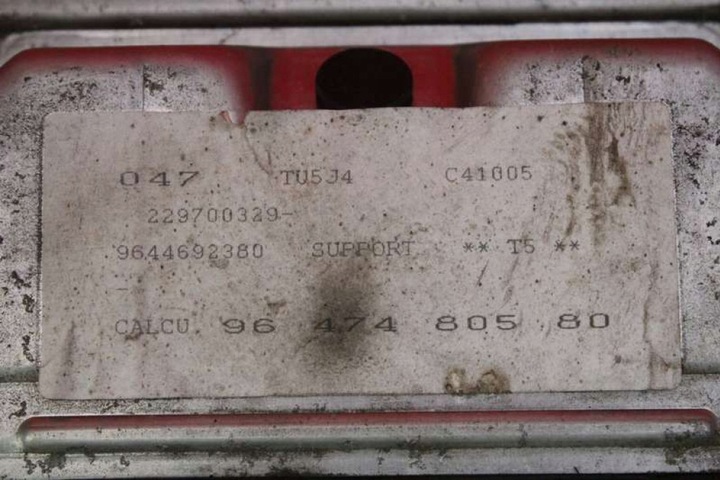 047 TU5J4 C41005
229700329-
9644692380 SUPPORT ** T5 **
-
CALCU 96 474 805 80